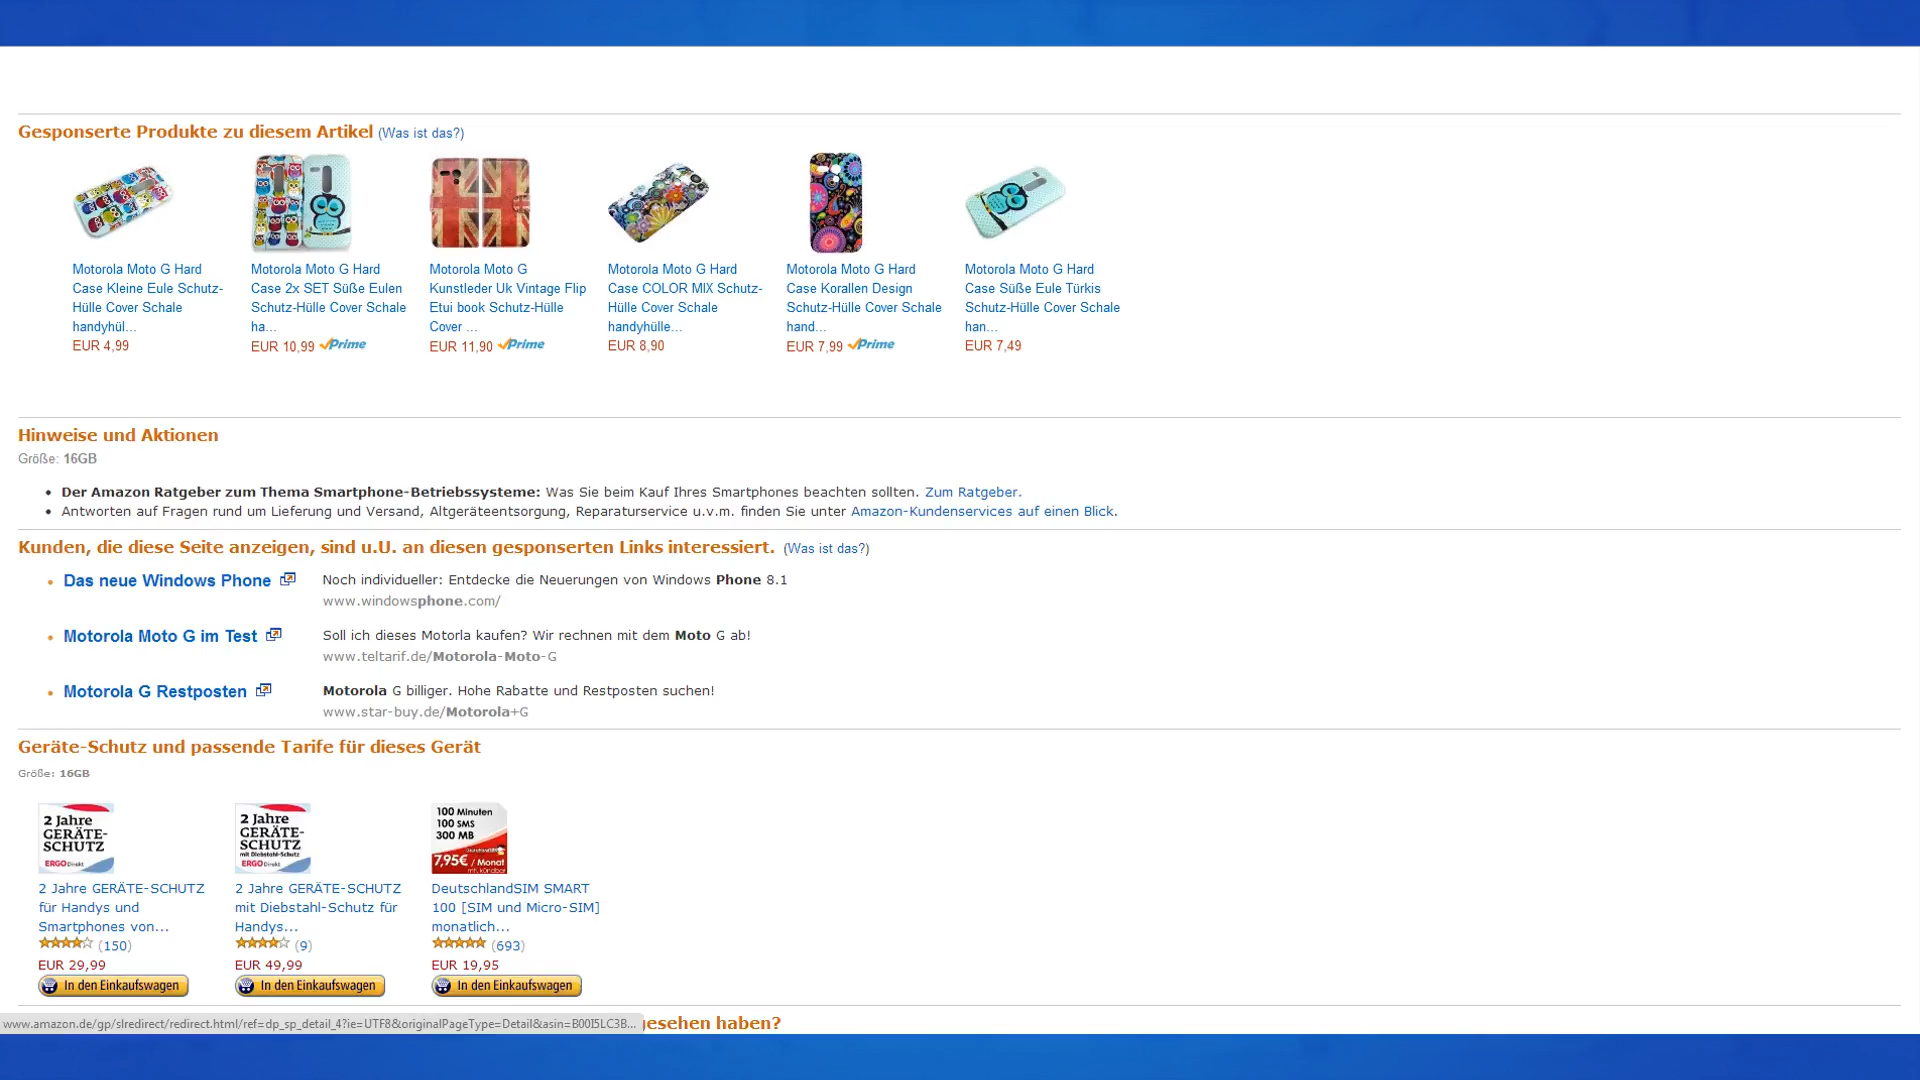 Gesponserte Produkte zu diesem Artikel (Was ist das?)
Motorola Moto G Hard
Case Kleine Eule Schutz-
Hülle Cover Schale
handyhül...
EUR 4,99
Motorola Moto G Hard
Case 2x SET Süße Eulen
Schutz-Hülle Cover Schale
ha...
EUR 10,99 Prime
Motorola Moto G
Kunstleder Uk Vintage Flip
Etui book Schutz-Hülle
Cover ...
EUR 11,90 Prime
Motorola Moto G Hard
Case COLOR MIX Schutz-
Hülle Cover Schale
handyhülle...
EUR 8,90
Motorola Moto G Hard
Case Korallen Design
Schutz-Hülle Cover Schale
hand...
EUR 7,99 Prime
Motorola Moto G Hard
Case Süße Eule Türkis
Schutz-Hülle Cover Schale
han...
EUR 7,49
Hinweise und Aktionen
Größe: 16GB
• Der Amazon Ratgeber zum Thema Smartphone-Betriebssysteme: Was Sie beim Kauf Ihres Smartphones beachten sollten. Zum Ratgeber.
• Antworten auf Fragen rund um Lieferung und Versand, Altgeräteentsorgung, Reparaturservice u.v.m. finden Sie unter Amazon-Kundenservices auf einen Blick.
Kunden, die diese Seite anzeigen, sind u.U. an diesen gesponserten Links interessiert. (Was ist das?)
• Das neue Windows Phone Noch individueller: Entdecke die Neuerungen von Windows Phone 8.1
www.windowsphone.com/
• Motorola Moto G im Test Soll ich dieses Motorla kaufen? Wir rechnen mit dem Moto G ab!
www.teltarif.de/Motorola-Moto-G
• Motorola G Restposten Motorola G billiger. Hohe Rabatte und Restposten suchen!
www.star-buy.de/Motorola+G
Geräte-Schutz und passende Tarife für dieses Gerät
Größe: 16GB
2 Jahre
GERÄTE-
SCHUTZ
ERGO Direkt
2 Jahre GERÄTE-SCHUTZ
für Handys und
Smartphones von...
(150)
EUR 29,99
In den Einkaufswagen
2 Jahre
GERÄTE-
SCHUTZ
mit Diebstahl-Schutz
ERGO Direkt
2 Jahre GERÄTE-SCHUTZ
mit Diebstahl-Schutz für
Handys...
(9)
EUR 49,99
In den Einkaufswagen
100 Minuten
100 SMS
300 MB
DeutschlandSIM
7,95€ / Monat
mtl. kündbar
DeutschlandSIM SMART
100 [SIM und Micro-SIM]
monatlich...
(693)
EUR 19,95
In den Einkaufswagen
www.amazon.de/gp/slredirect/redirect.html/ref=dp_sp_detail_4?ie=UTF8&originalPageType=Detail&asin=B00I5LC3B...
gesehen haben?